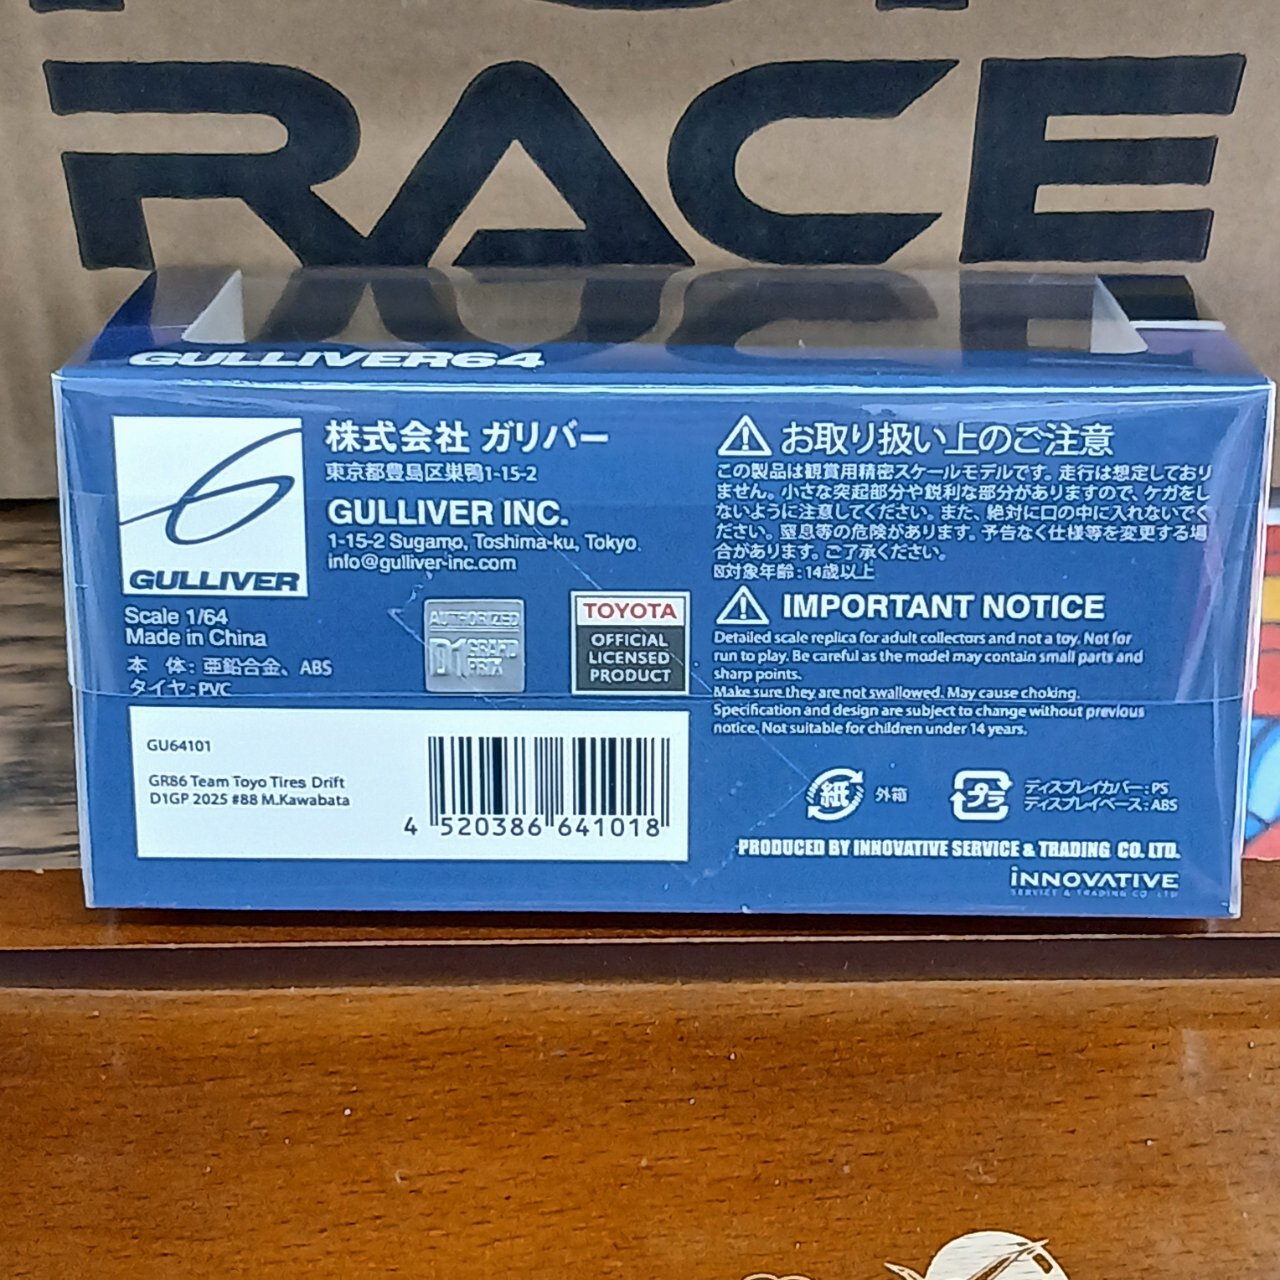 RACE
GULLIVER64
GULLIVER
株式会社 ガリバー
東京都豊島区巣鴨1-15-2
GULLIVER INC.
1-15-2 Sugamo, Toshima-ku, Tokyo
info@gulliver-inc.com
Scale 1/64
Made in China
本 体:亜鉛合金、ABS
タイヤ:PVC
AUTHORIZED
D1 GRAND
PRIX
TOYOTA
OFFICIAL
LICENSED
PRODUCT
GU64101
GR86 Team Toyo Tires Drift
D1GP 2025 #88 M.Kawabata
4 520386 641018
お取り扱い上のご注意
この製品は観賞用精密スケールモデルです。走行は想定しており
ません。小さな突起部分や鋭利な部分がありますので、ケガをし
ないように注意してください。また、絶対に口の中に入れないでく
ださい。窒息等の危険があります。予告なく仕様等を変更する場
合があります。ご了承ください。
対象年齢:14歳以上
IMPORTANT NOTICE
Detailed scale replica for adult collectors and not a toy. Not for
run to play. Be careful as the model may contain small parts and
sharp points.
Make sure they are not swallowed. May cause choking.
Specification and design are subject to change without previous
notice. Not suitable for children under 14 years.
紙 外箱
プラ ディスプレイカバー:PS
ディスプレイベース:ABS
PRODUCED BY INNOVATIVE SERVICE & TRADING CO. LTD.
INNOVATIVE
SERVICE & TRADING CO. LTD